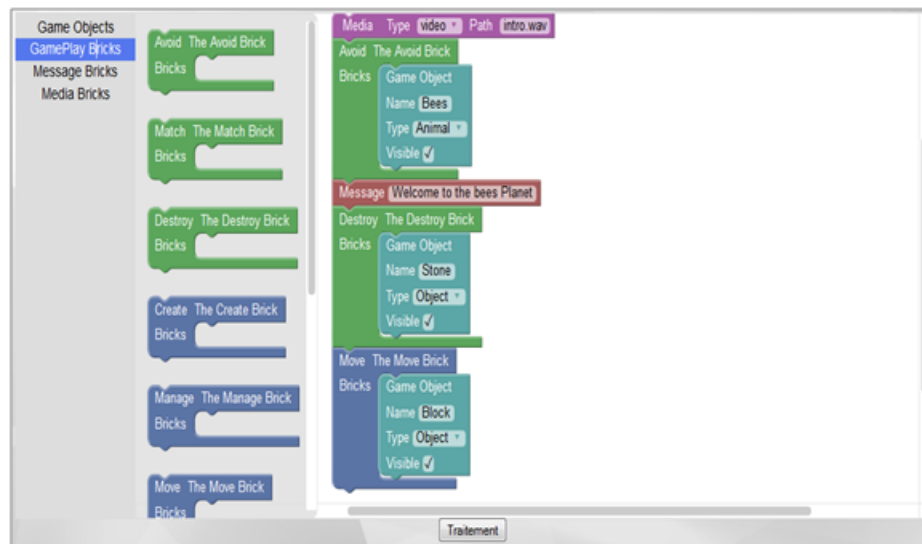 Game Objects
GamePlay Bricks
Message Bricks
Media Bricks
Avoid The Avoid Brick
Bricks
Match The Match Brick
Bricks
Destroy The Destroy Brick
Bricks
Create The Create Brick
Bricks
Manage The Manage Brick
Bricks
Move The Move Brick
Bricks
Media Type video Path intro.wav
Avoid The Avoid Brick
Bricks Game Object
Name Bees
Type Animal
Visible
Message Welcome to the bees Planet
Destroy The Destroy Brick
Bricks Game Object
Name Stone
Type Object
Visible
Move The Move Brick
Bricks Game Object
Name Block
Type Object
Visible
Traitement